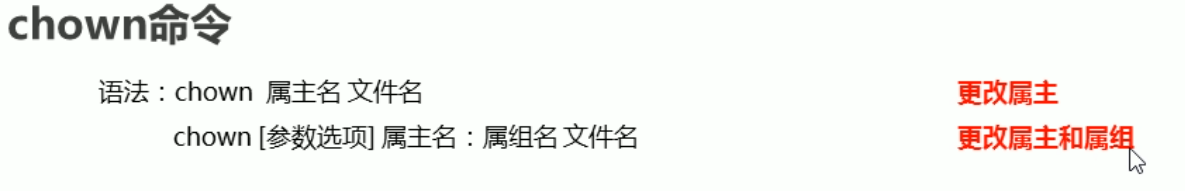 chown命令
语法：chown 属主名 文件名 更改属主
chown [参数选项] 属主名：属组名 文件名 更改属主和属组